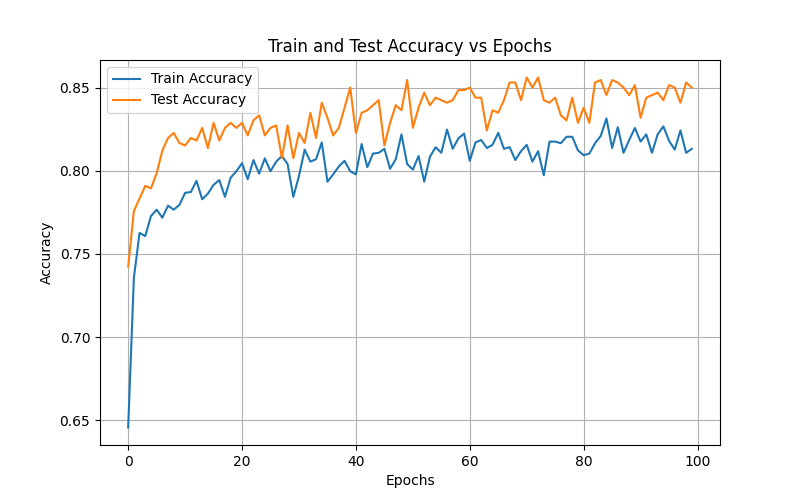 Train and Test Accuracy vs Epochs
Train Accuracy
Test Accuracy
0.85
0.80
0.75
0.70
0.65
Accuracy
0 20 40 60 80 100
Epochs